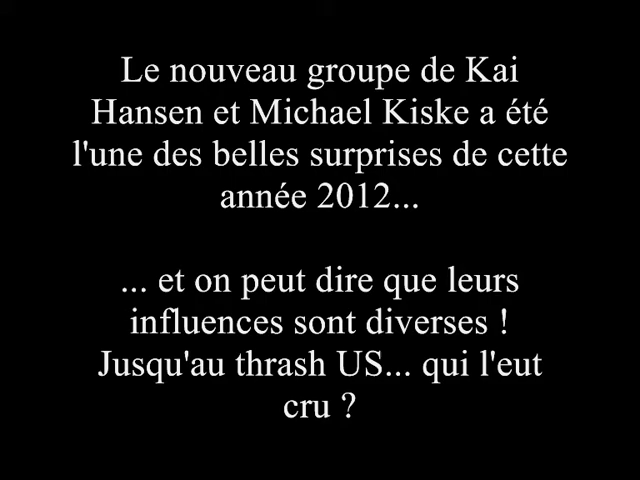 Le nouveau groupe de Kai
Hansen et Michael Kiske a été
l'une des belles surprises de cette
année 2012...
... et on peut dire que leurs
influences sont diverses !
Jusqu'au thrash US... qui l'eut
cru ?